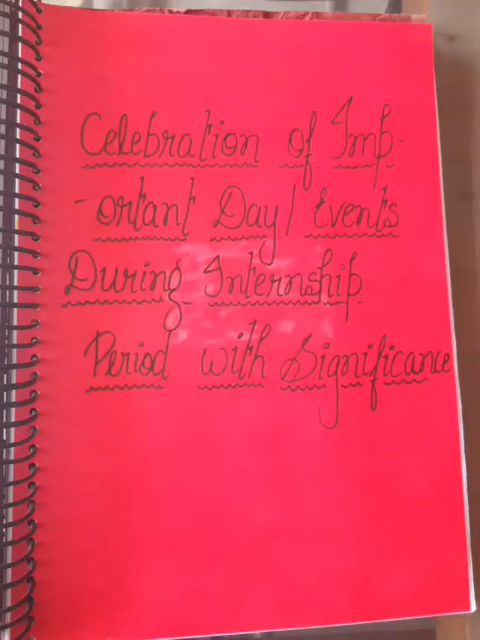 Celebration of Imp-
-ortant Day/ Events
During Internship
Period with Significance